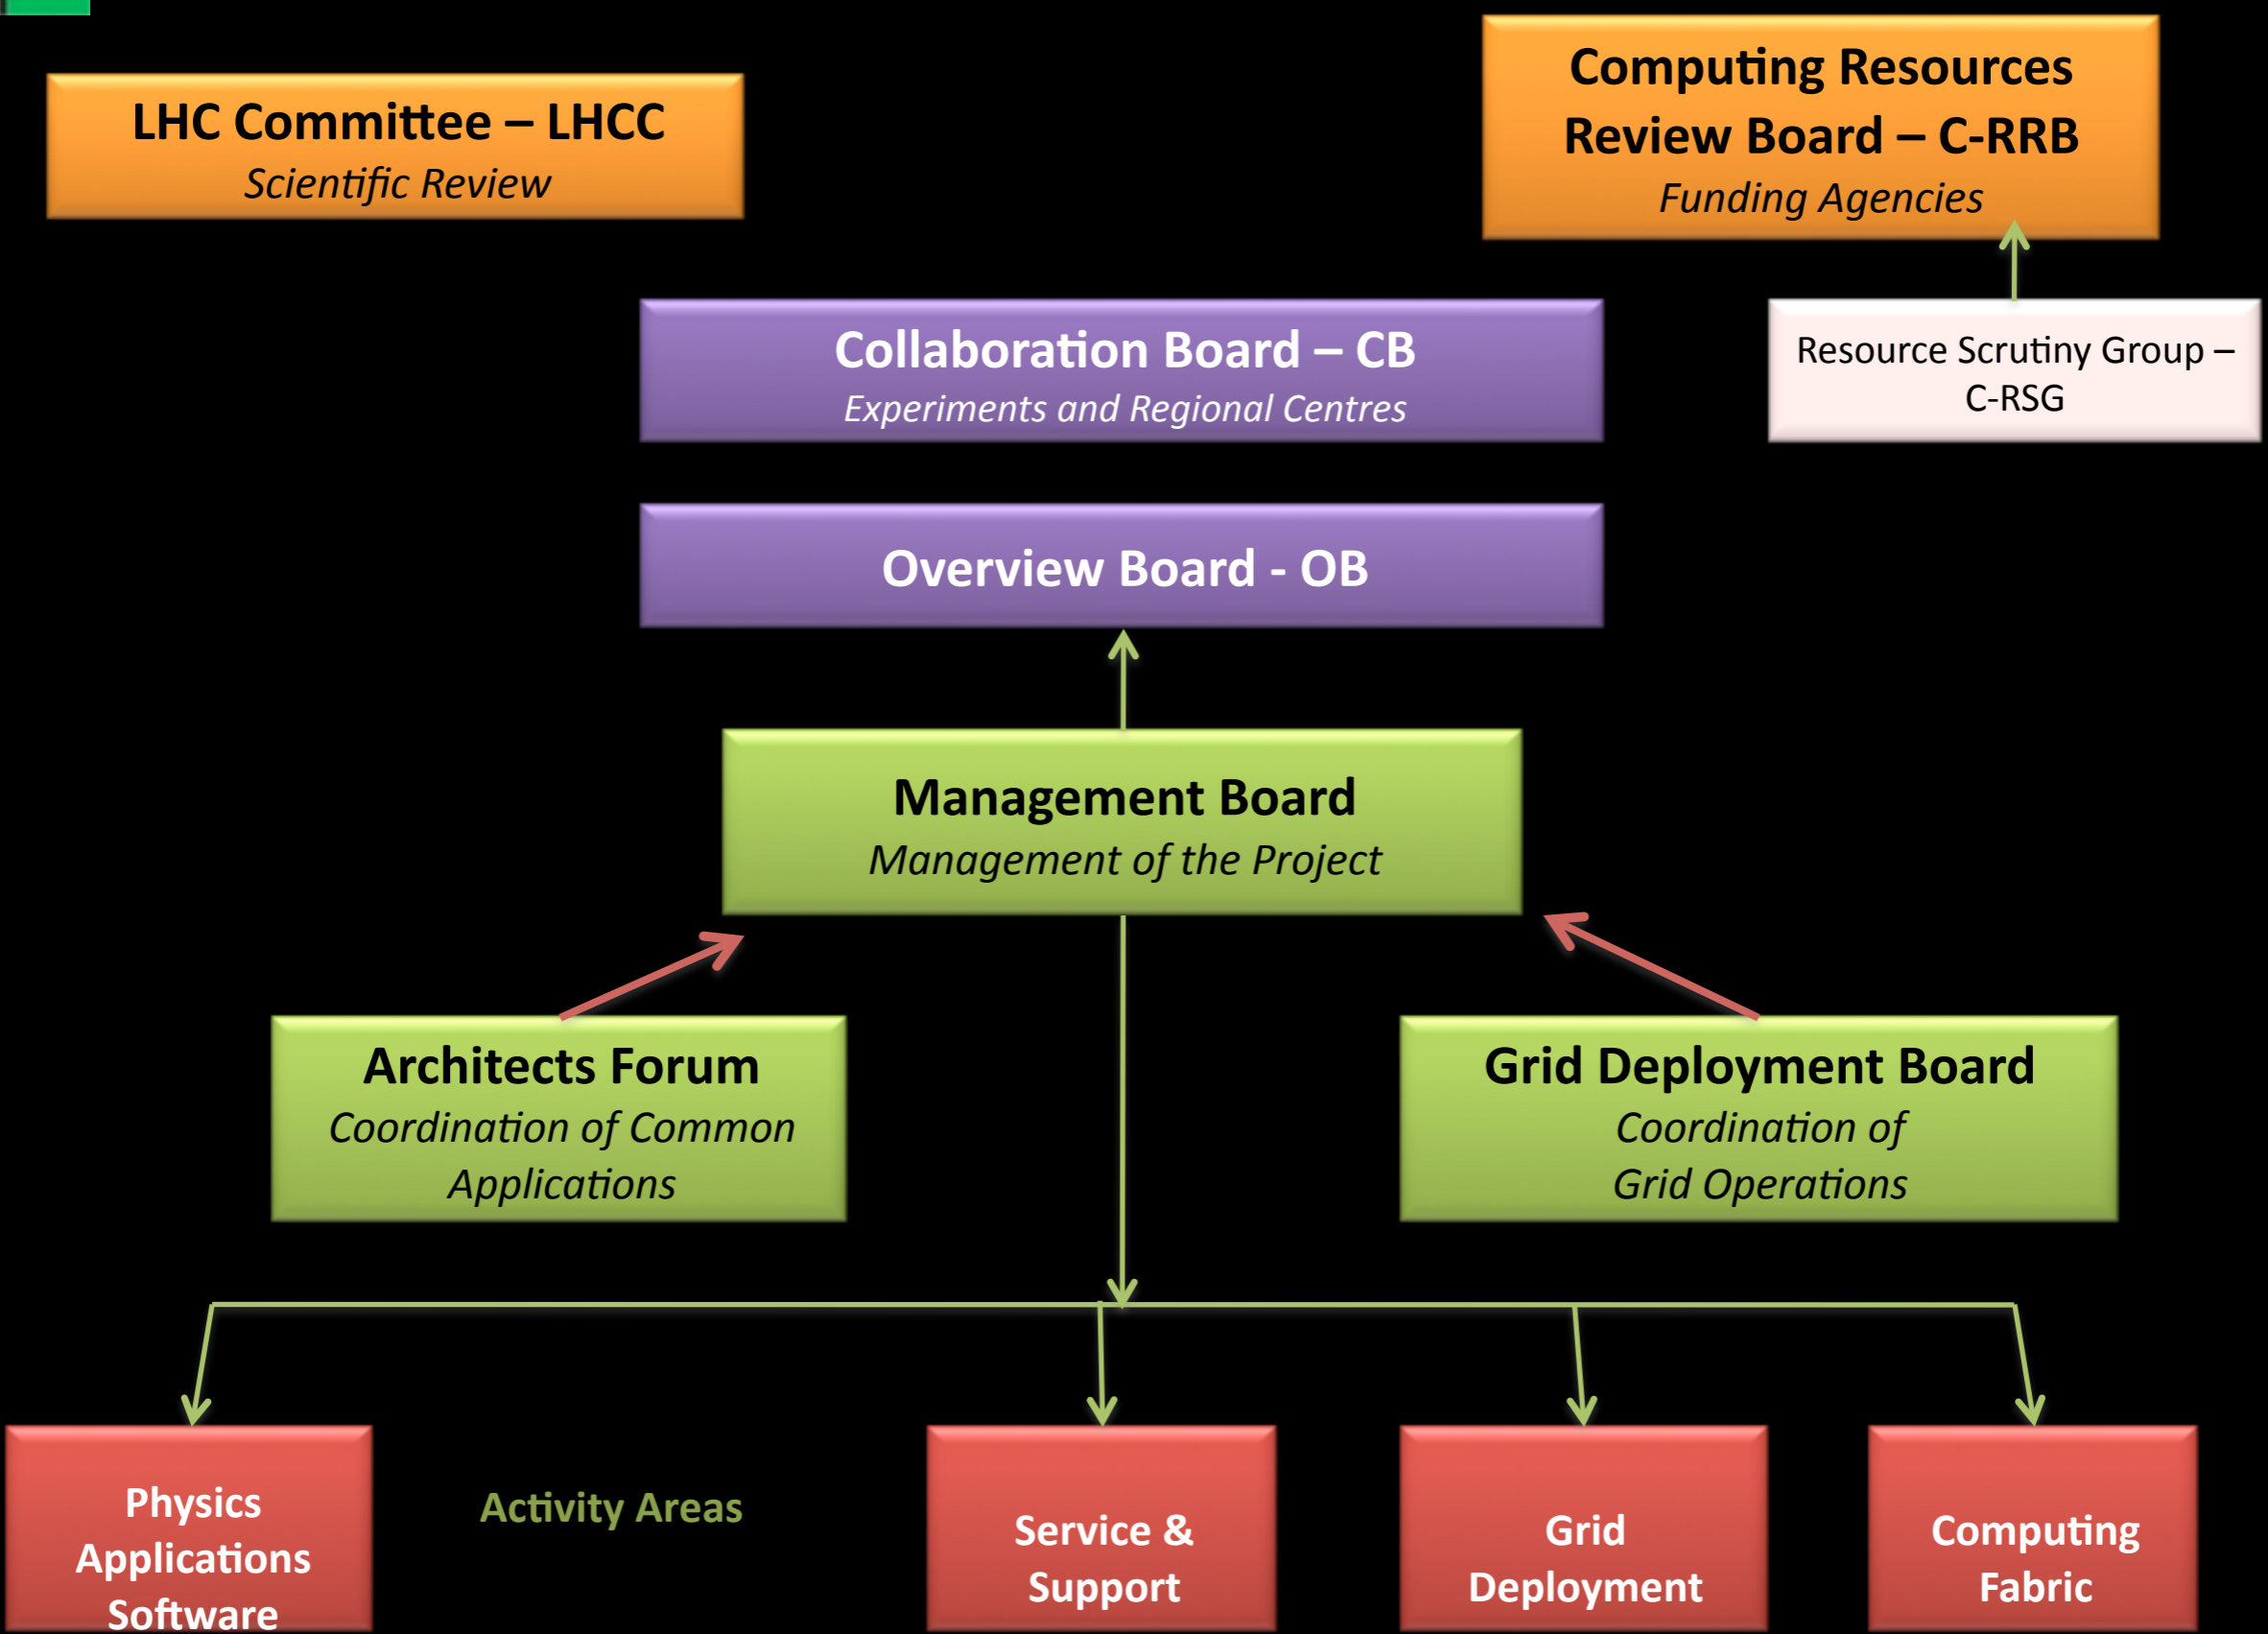 LHC Committee – LHCC
Scientific Review
Computing Resources
Review Board – C-RRB
Funding Agencies
Collaboration Board – CB
Experiments and Regional Centres
Resource Scrutiny Group –
C-RSG
Overview Board - OB
Management Board
Management of the Project
Architects Forum
Coordination of Common
Applications
Grid Deployment Board
Coordination of
Grid Operations
Physics
Applications
Software
Activity Areas
Service &
Support
Grid
Deployment
Computing
Fabric